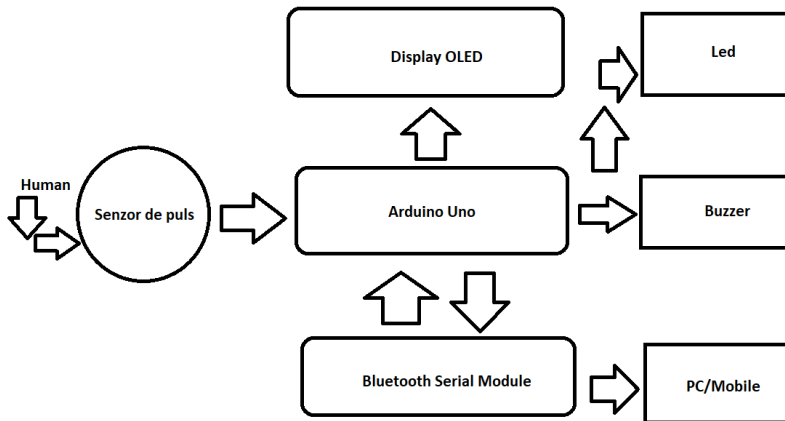 Display OLED
Led
Human
Senzor de puls
Arduino Uno
Buzzer
Bluetooth Serial Module
PC/Mobile